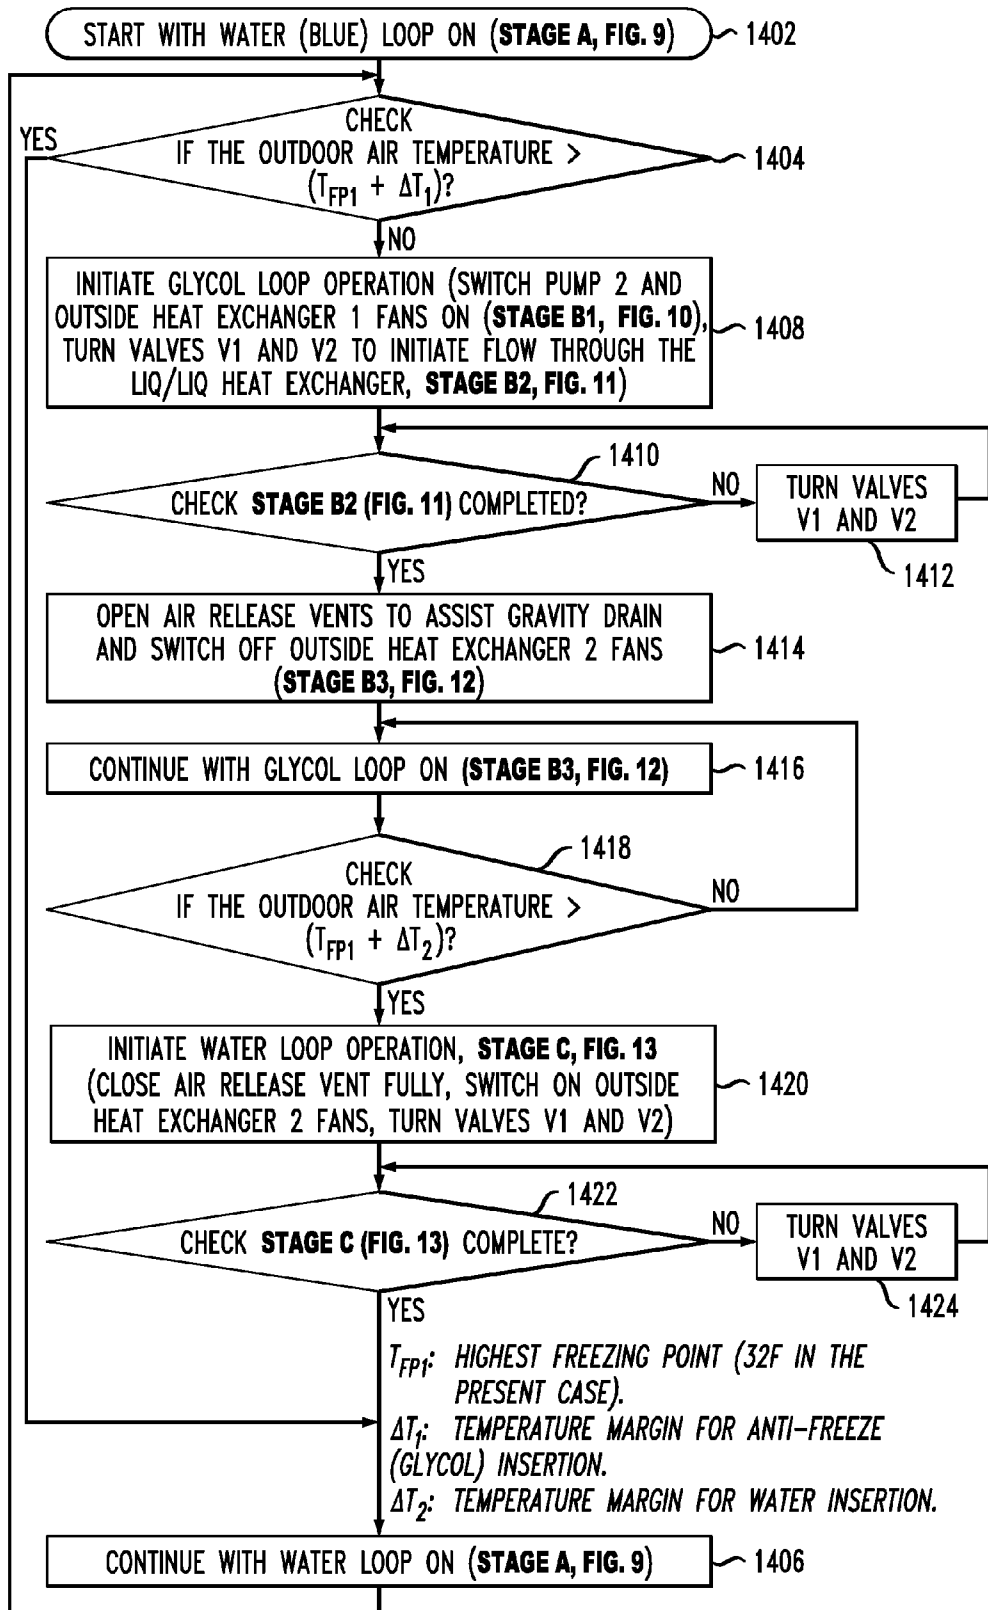 START WITH WATER (BLUE) LOOP ON (STAGE A, FIG. 9)
1402
YES
CHECK
IF THE OUTDOOR AIR TEMPERATURE >
(T_FP1 + ΔT_1)?
1404
NO
INITIATE GLYCOL LOOP OPERATION (SWITCH PUMP 2 AND
OUTSIDE HEAT EXCHANGER 1 FANS ON (STAGE B1, FIG. 10),
TURN VALVES V1 AND V2 TO INITIATE FLOW THROUGH THE
LIQ/LIQ HEAT EXCHANGER, STAGE B2, FIG. 11)
1408
1410
CHECK STAGE B2 (FIG. 11) COMPLETED?
NO
TURN VALVES
V1 AND V2
1412
YES
OPEN AIR RELEASE VENTS TO ASSIST GRAVITY DRAIN
AND SWITCH OFF OUTSIDE HEAT EXCHANGER 2 FANS
(STAGE B3, FIG. 12)
1414
CONTINUE WITH GLYCOL LOOP ON (STAGE B3, FIG. 12)
1416
1418
CHECK
IF THE OUTDOOR AIR TEMPERATURE >
(T_FP1 + ΔT_2)?
NO
YES
INITIATE WATER LOOP OPERATION, STAGE C, FIG. 13
(CLOSE AIR RELEASE VENT FULLY, SWITCH ON OUTSIDE
HEAT EXCHANGER 2 FANS, TURN VALVES V1 AND V2)
1420
1422
CHECK STAGE C (FIG. 13) COMPLETE?
NO
TURN VALVES
V1 AND V2
1424
YES
T_FP1: HIGHEST FREEZING POINT (32F IN THE
PRESENT CASE).
ΔT_1: TEMPERATURE MARGIN FOR ANTI-FREEZE
(GLYCOL) INSERTION.
ΔT_2: TEMPERATURE MARGIN FOR WATER INSERTION.
CONTINUE WITH WATER LOOP ON (STAGE A, FIG. 9)
1406